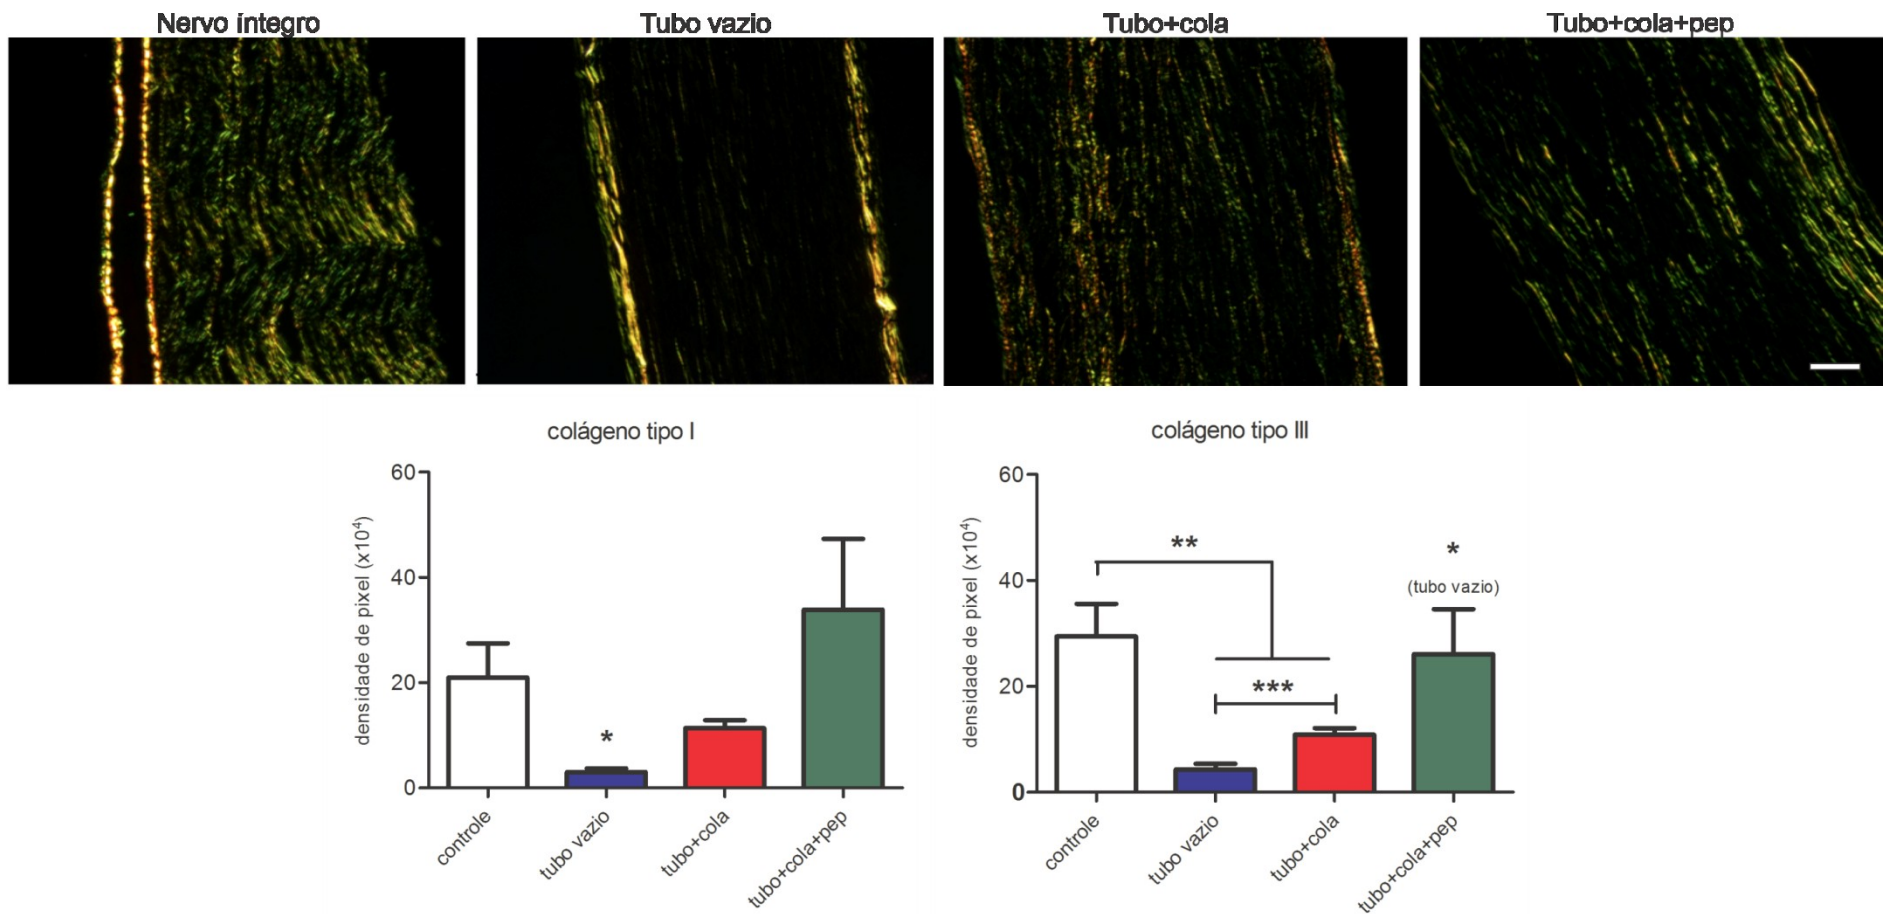 Nervo íntegro
Tubo vazio
Tubo+cola
Tubo+cola+pep
colágeno tipo I
densidade de pixel (x10⁴)
60
40
20
0
*
controle
tubo vazio
tubo+cola
tubo+cola+pep
colágeno tipo III
densidade de pixel (x10⁴)
60
40
20
0
**
***
*
(tubo vazio)
controle
tubo vazio
tubo+cola
tubo+cola+pep